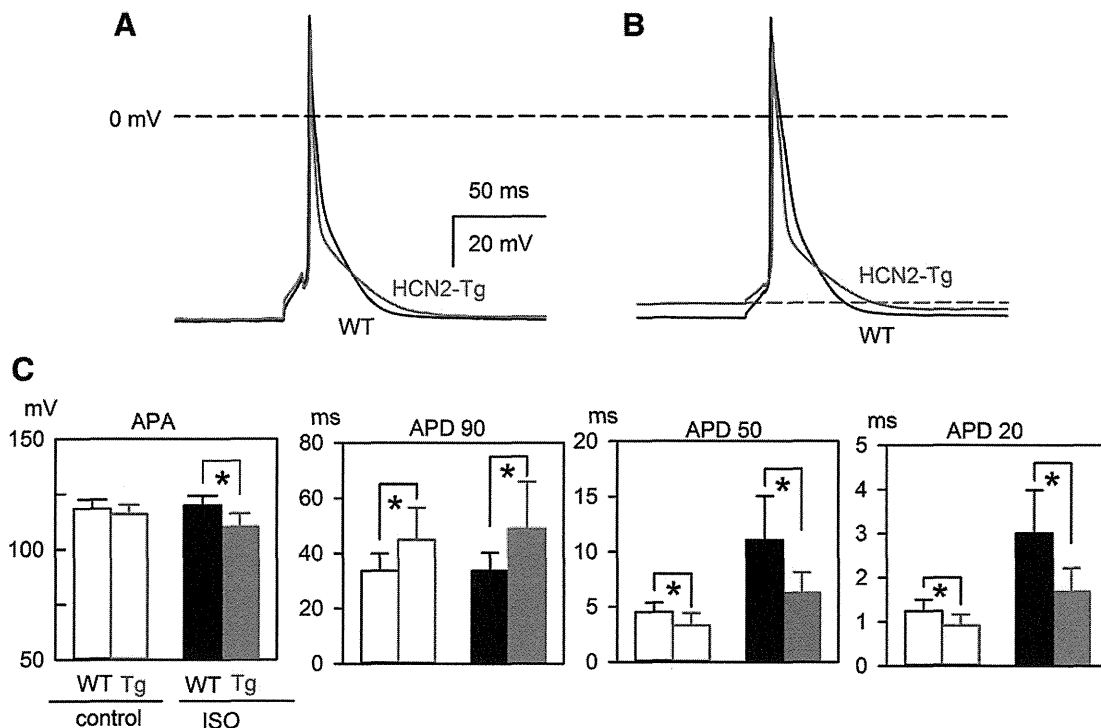 A
B
0 mV
50 ms
20 mV
HCN2-Tg
WT
HCN2-Tg
WT
C
mV
APA
150
100
50
WT Tg WT Tg
control ISO
ms
APD 90
80
60
40
20
0
*
*
*
ms
APD 50
20
15
10
5
0
*
*
ms
APD 20
5
4
3
2
1
0
*
*